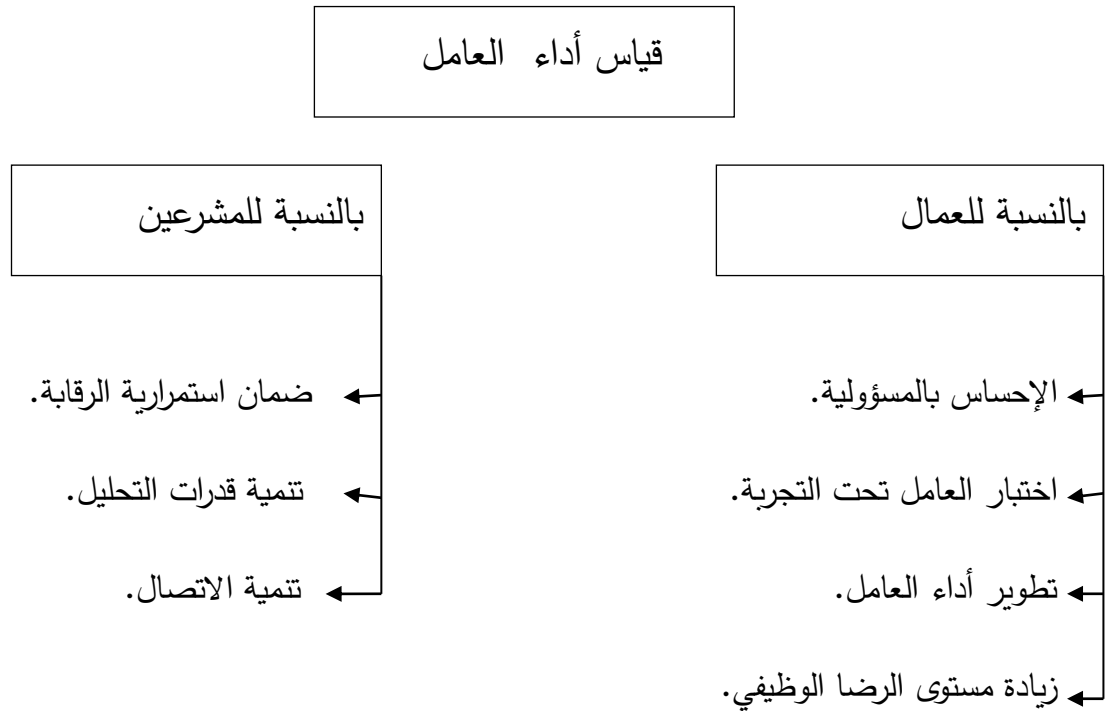 قياس أداء العامل
بالنسبة للعمال
الإحساس بالمسؤولية.
اختبار العامل تحت التجربة.
تطوير أداء العامل.
زيادة مستوى الرضا الوظيفي.
بالنسبة للمشرعين
ضمان استمرارية الرقابة.
تنمية قدرات التحليل.
تنمية الاتصال.